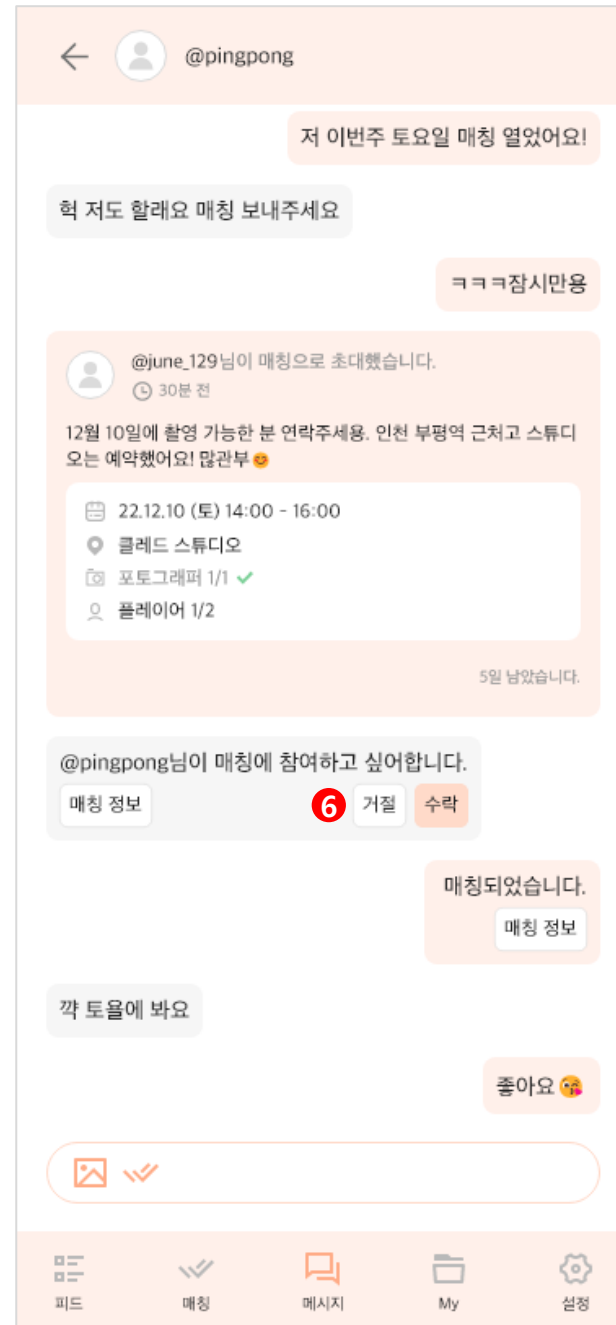 @pingpong
저 이번주 토요일 매칭 열었어요!
헉 저도 할래요 매칭 보내주세요
ㅋㅋㅋ잠시만용
@june_129님이 매칭으로 초대했습니다.
30분 전
12월 10일에 촬영 가능한 분 연락주세용. 인천 부평역 근처고 스튜디
오는 예약했어요! 많관부😊
22.12.10 (토) 14:00 - 16:00
클레드 스튜디오
포토그래퍼 1/1
플레이어 1/2
5일 남았습니다.
@pingpong님이 매칭에 참여하고 싶어합니다.
매칭 정보 6 거절 수락
매칭되었습니다.
매칭 정보
꺅 토욜에 봐요
좋아요 😘
피드 매칭 메시지 My 설정